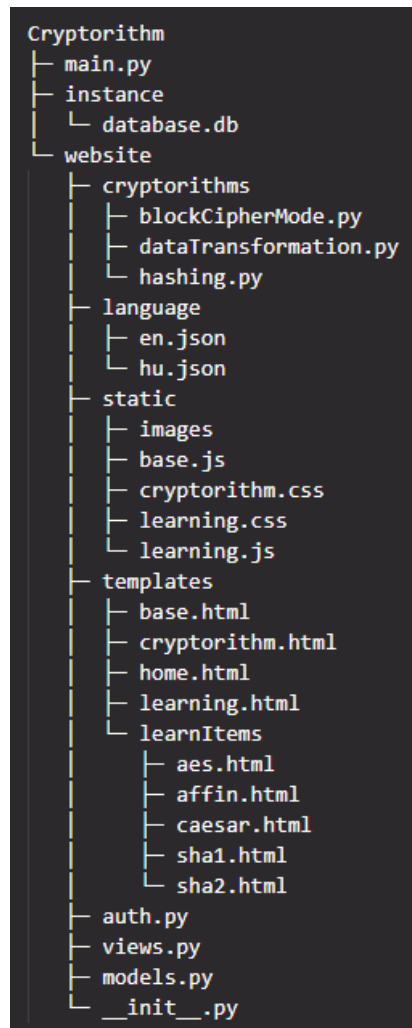 Cryptorithm
├─ main.py
├─ instance
│  └─ database.db
└─ website
   ├─ cryptorithms
   │  ├─ blockCipherMode.py
   │  ├─ dataTransformation.py
   │  └─ hashing.py
   ├─ language
   │  ├─ en.json
   │  └─ hu.json
   ├─ static
   │  ├─ images
   │  ├─ base.js
   │  ├─ cryptorithm.css
   │  ├─ learning.css
   │  └─ learning.js
   ├─ templates
   │  ├─ base.html
   │  ├─ cryptorithm.html
   │  ├─ home.html
   │  ├─ learning.html
   │  └─ learnItems
   │     ├─ aes.html
   │     ├─ affin.html
   │     ├─ caesar.html
   │     ├─ sha1.html
   │     └─ sha2.html
   ├─ auth.py
   ├─ views.py
   ├─ models.py
   └─ __init__.py